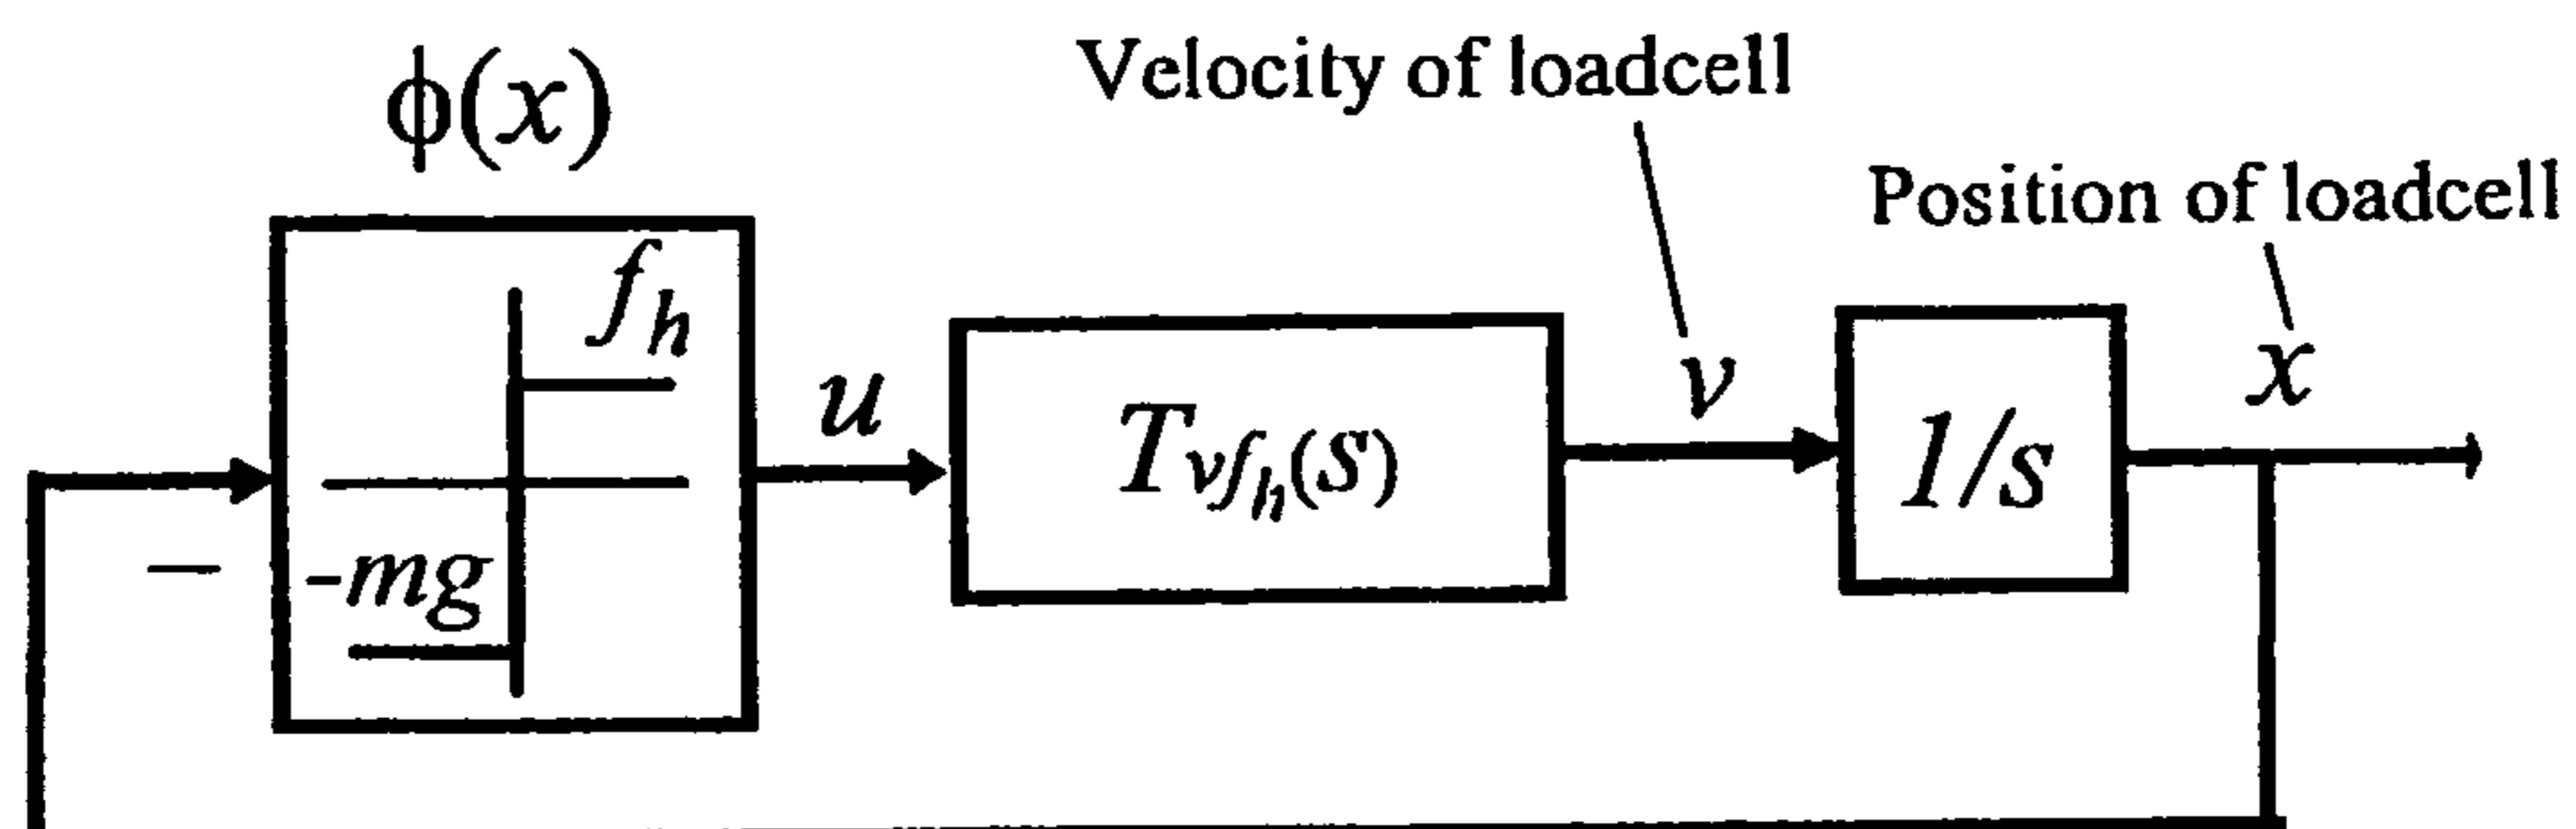 ϕ(x)
Velocity of loadcell
Position of loadcell
f_h
-mg
u
T_{vf_h}(s)
v
1/s
x
−